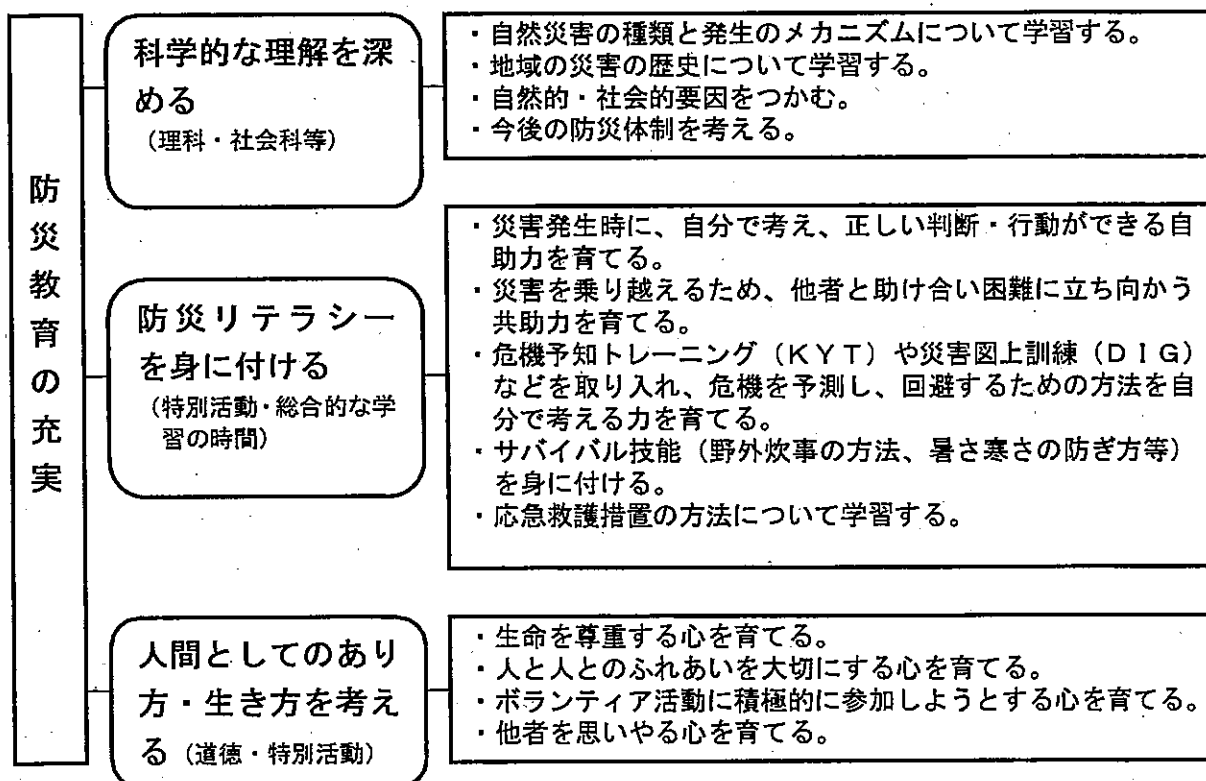 防災教育の充実
科学的な理解を深
める
（理科・社会科等）
・自然災害の種類と発生のメカニズムについて学習する。
・地域の災害の歴史について学習する。
・自然的・社会的要因をつかむ。
・今後の防災体制を考える。
防災リテラシー
を身に付ける
（特別活動・総合的な学
習の時間）
・災害発生時に、自分で考え、正しい判断・行動ができる自
助力を育てる。
・災害を乗り越えるため、他者と助け合い困難に立ち向かう
共助力を育てる。
・危機予知トレーニング（ＫＹＴ）や災害図上訓練（ＤＩＧ）
などを取り入れ、危機を予測し、回避するための方法を自
分で考える力を育てる。
・サバイバル技能（野外炊事の方法、暑さ寒さの防ぎ方等）
を身に付ける。
・応急救護措置の方法について学習する。
人間としてのあり
方・生き方を考え
る（道徳・特別活動）
・生命を尊重する心を育てる。
・人と人とのふれあいを大切にする心を育てる。
・ボランティア活動に積極的に参加しようとする心を育てる。
・他者を思いやる心を育てる。